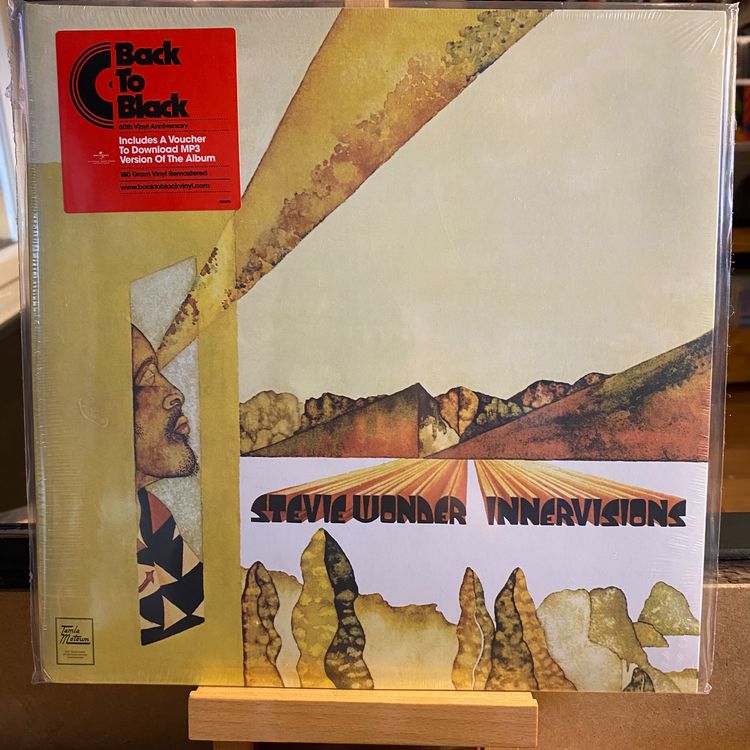 Back
To
Black
60th Vinyl Anniversary
Includes A Voucher
To Download MP3
Version Of The Album
180 Gram Vinyl Remastered
www.backtoblackvinyl.com
STEVIE WONDER INNERVISIONS
Tamla
Motown